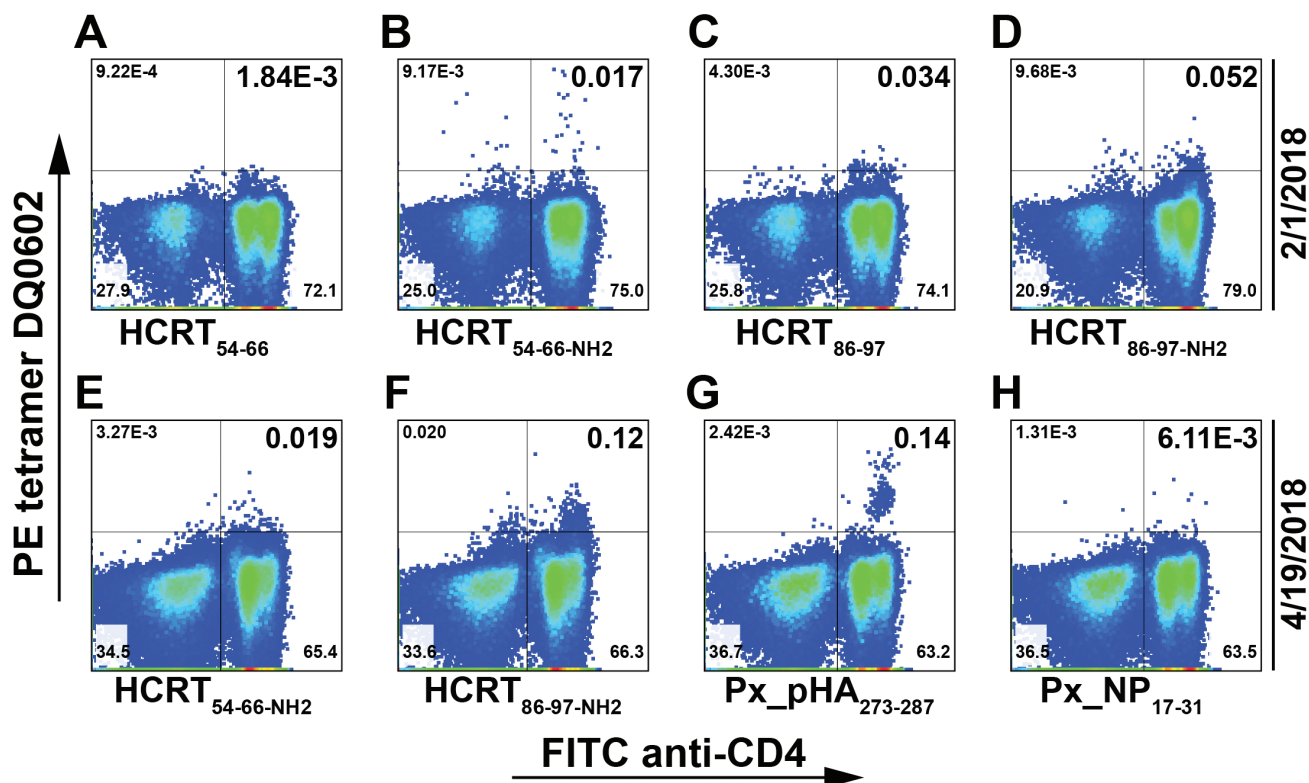 A
B
C
D
9.22E-4
1.84E-3
9.17E-3
0.017
4.30E-3
0.034
9.68E-3
0.052
27.9
72.1
25.0
75.0
25.8
74.1
20.9
79.0
HCRT54-66
HCRT54-66-NH2
HCRT86-97
HCRT86-97-NH2
2/1/2018
PE tetramer DQ0602
E
F
G
H
3.27E-3
0.019
0.020
0.12
2.42E-3
0.14
1.31E-3
6.11E-3
34.5
65.4
33.6
66.3
36.7
63.2
36.5
63.5
HCRT54-66-NH2
HCRT86-97-NH2
Px_pHA273-287
Px_NP17-31
4/19/2018
FITC anti-CD4